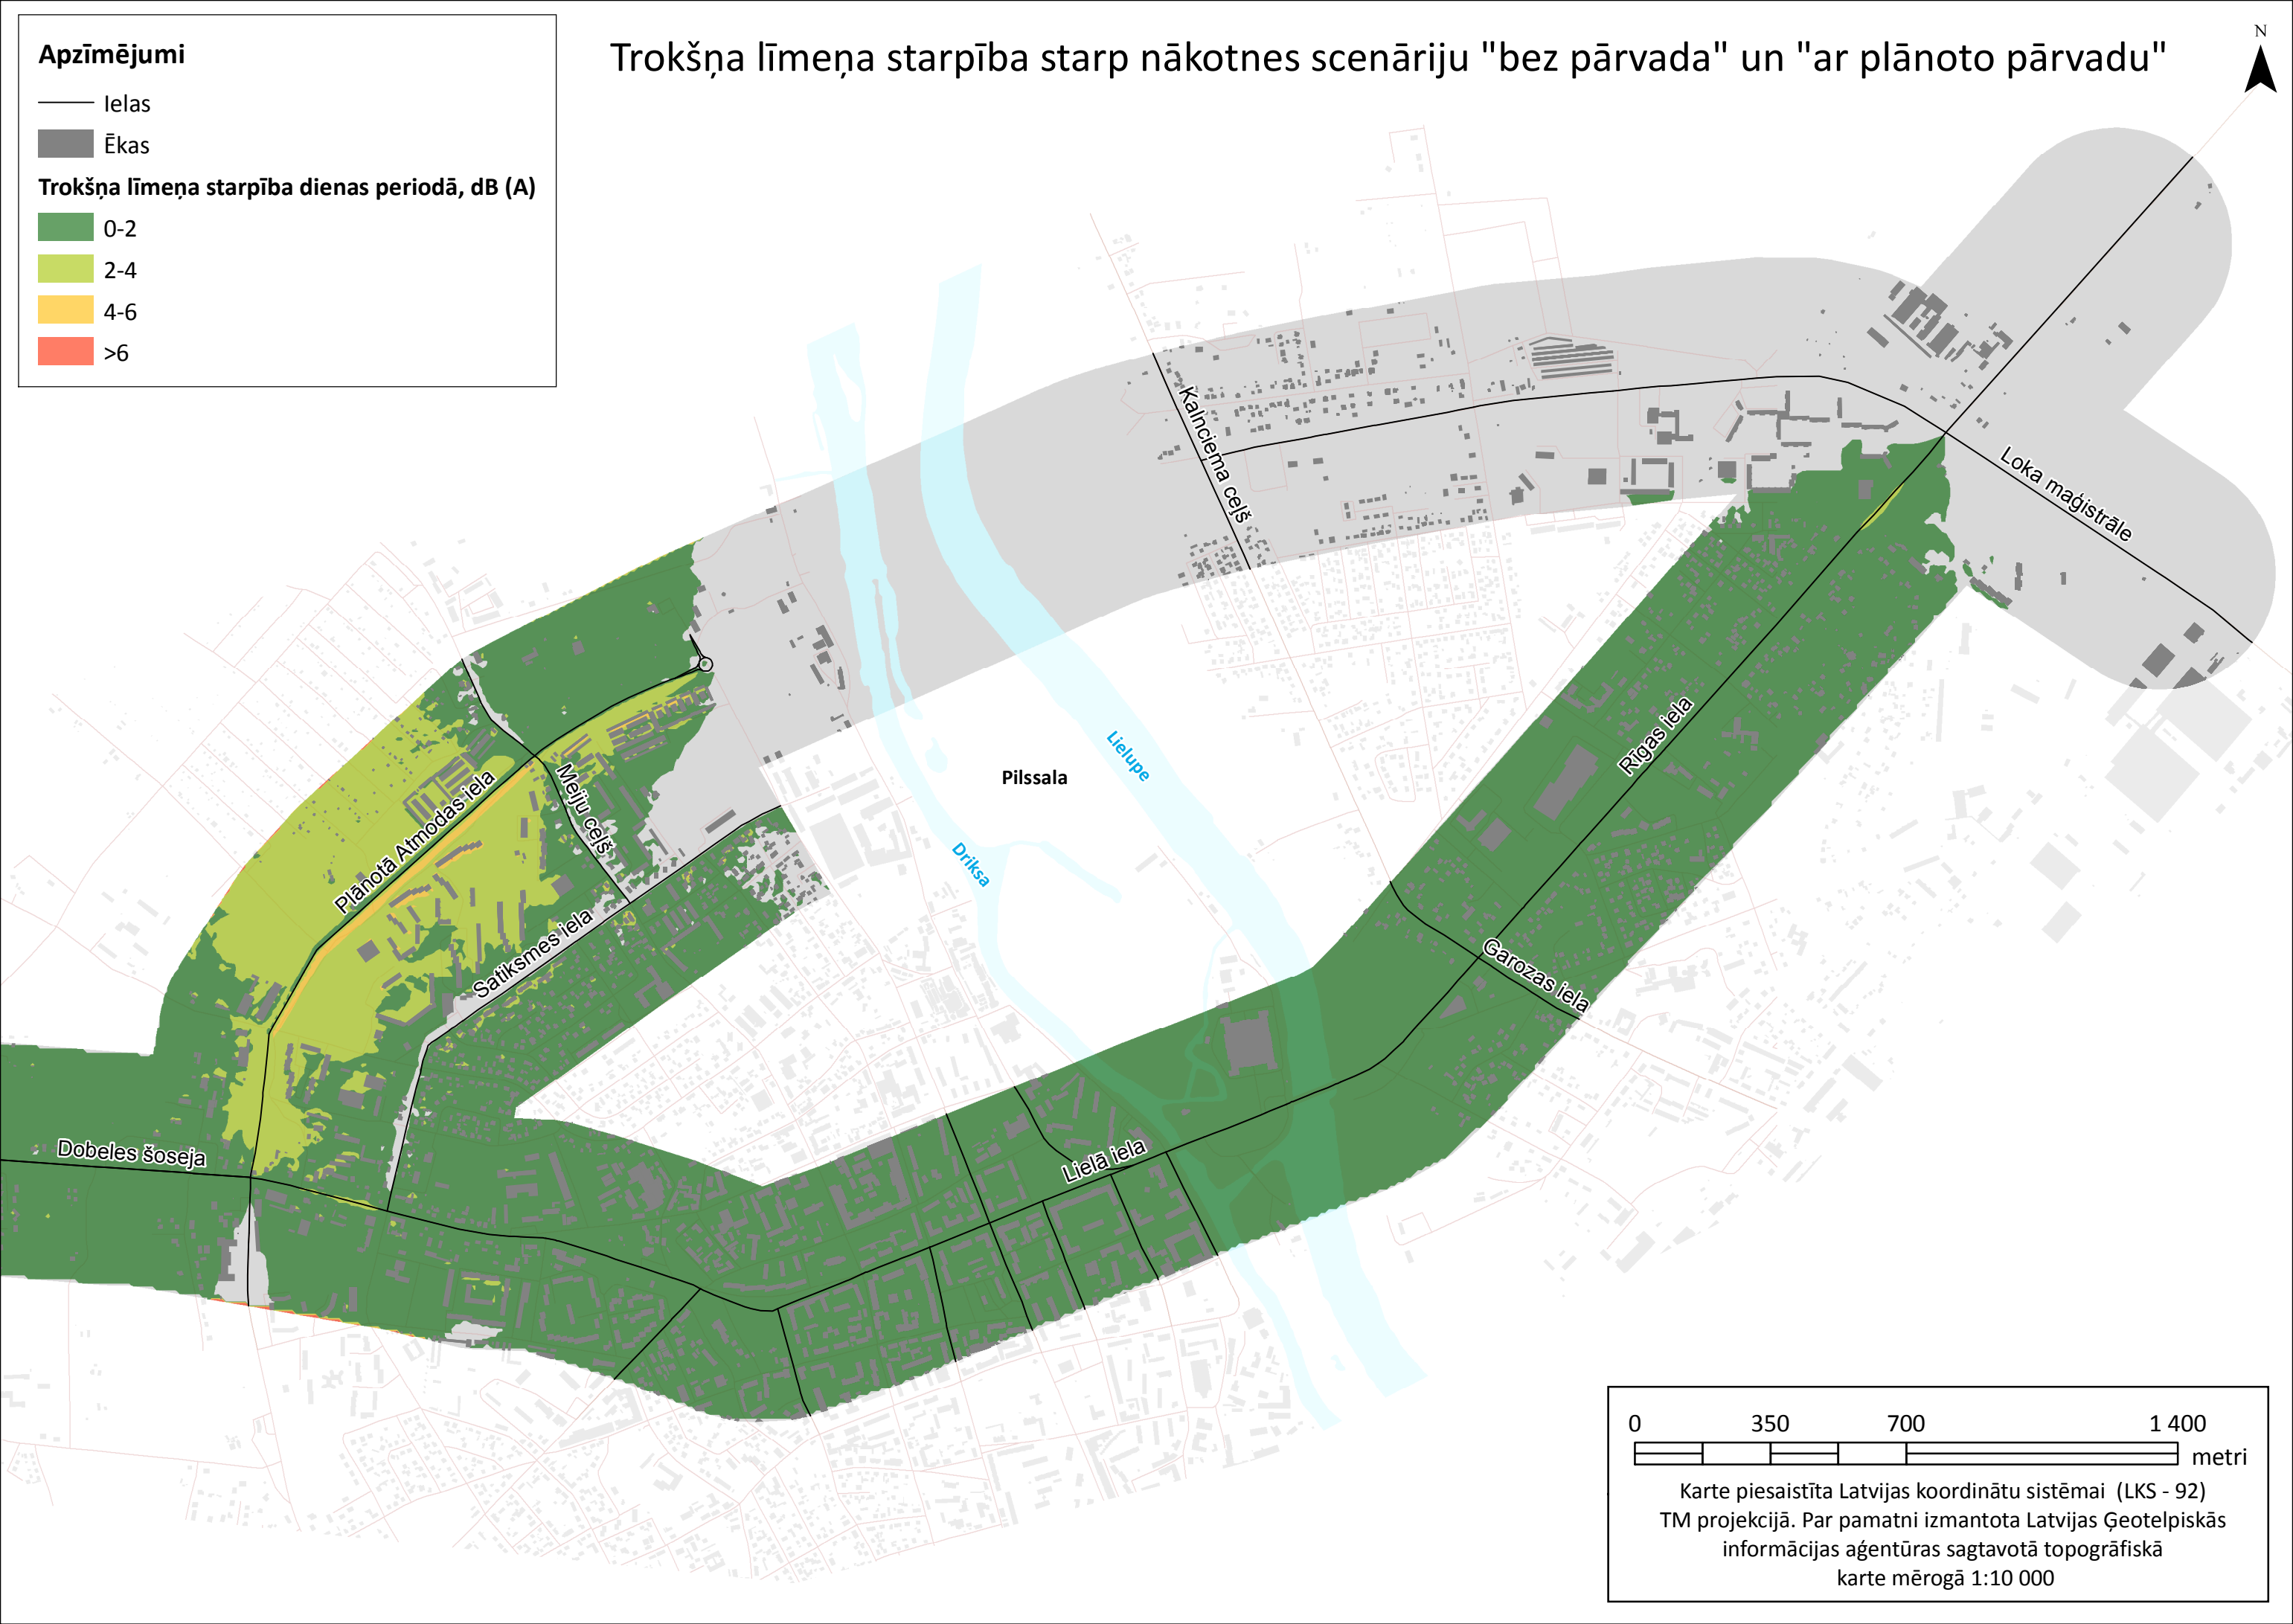 Trokšņa līmeņa starpība starp nākotnes scenāriju "bez pārvada" un "ar plānoto pārvadu"
N
Apzīmējumi
Ielas
Ēkas
Trokšņa līmeņa starpība dienas periodā, dB (A)
0-2
2-4
4-6
>6
Kalnciema ceļš
Loka maģistrāle
Rīgas iela
Lielupe
Pilssala
Driksa
Meiju ceļš
Plānotā Atmodas iela
Satiksmes iela
Garozas iela
Dobeles šoseja
Lielā iela
0 350 700 1 400
metri
Karte piesaistīta Latvijas koordinātu sistēmai (LKS - 92)
TM projekcijā. Par pamatni izmantota Latvijas Ģeotelpiskās
informācijas aģentūras sagtavotā topogrāfiskā
karte mērogā 1:10 000